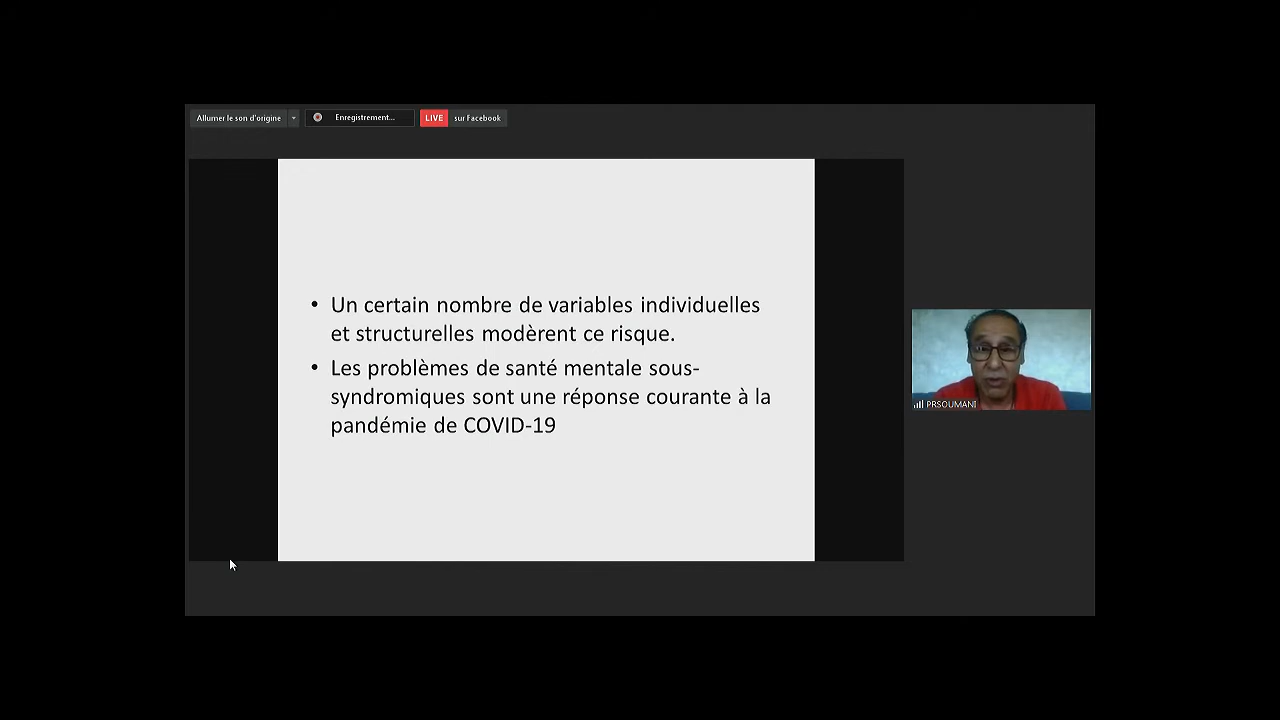 Allumer le son d'origine
Enregistrement...
LIVE sur Facebook
• Un certain nombre de variables individuelles
et structurelles modèrent ce risque.
• Les problèmes de santé mentale sous-
syndromiques sont une réponse courante à la
pandémie de COVID-19
PRSOUMANI